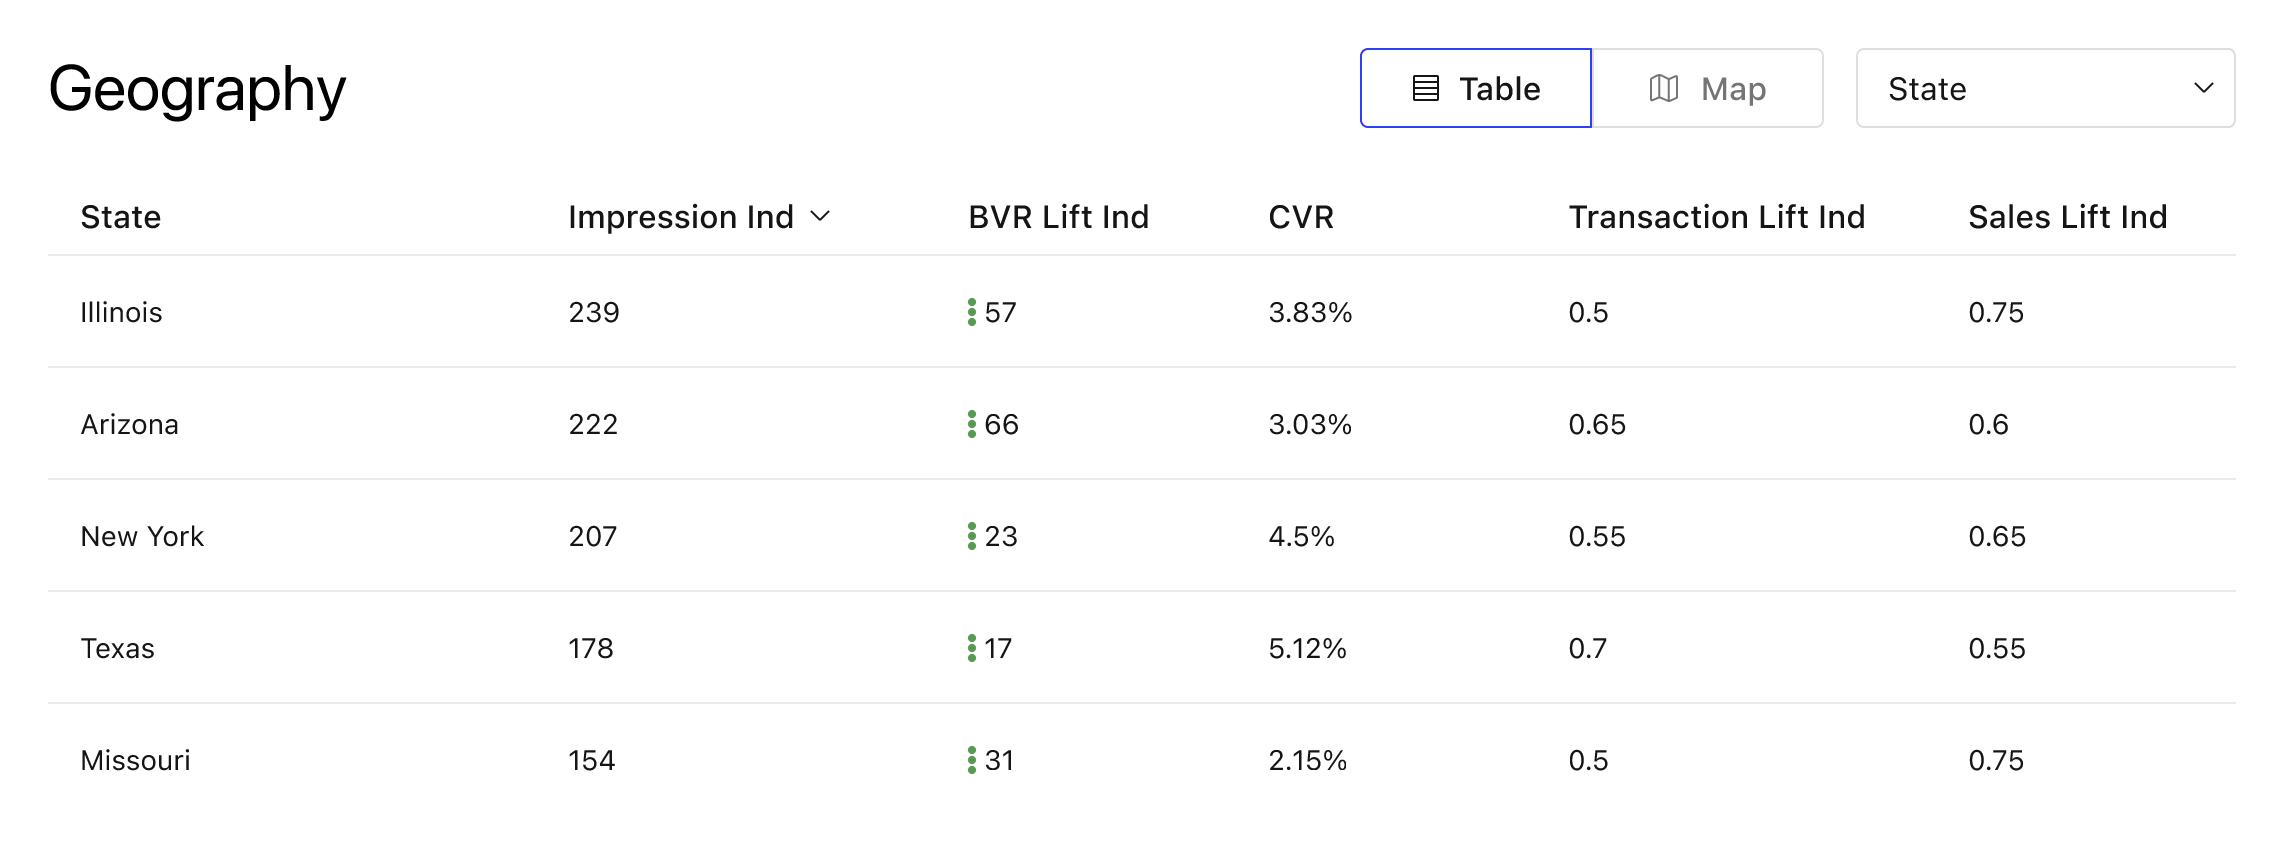 Geography
Table Map State
State Impression Ind BVR Lift Ind CVR Transaction Lift Ind Sales Lift Ind
Illinois 239 57 3.83% 0.5 0.75
Arizona 222 66 3.03% 0.65 0.6
New York 207 23 4.5% 0.55 0.65
Texas 178 17 5.12% 0.7 0.55
Missouri 154 31 2.15% 0.5 0.75